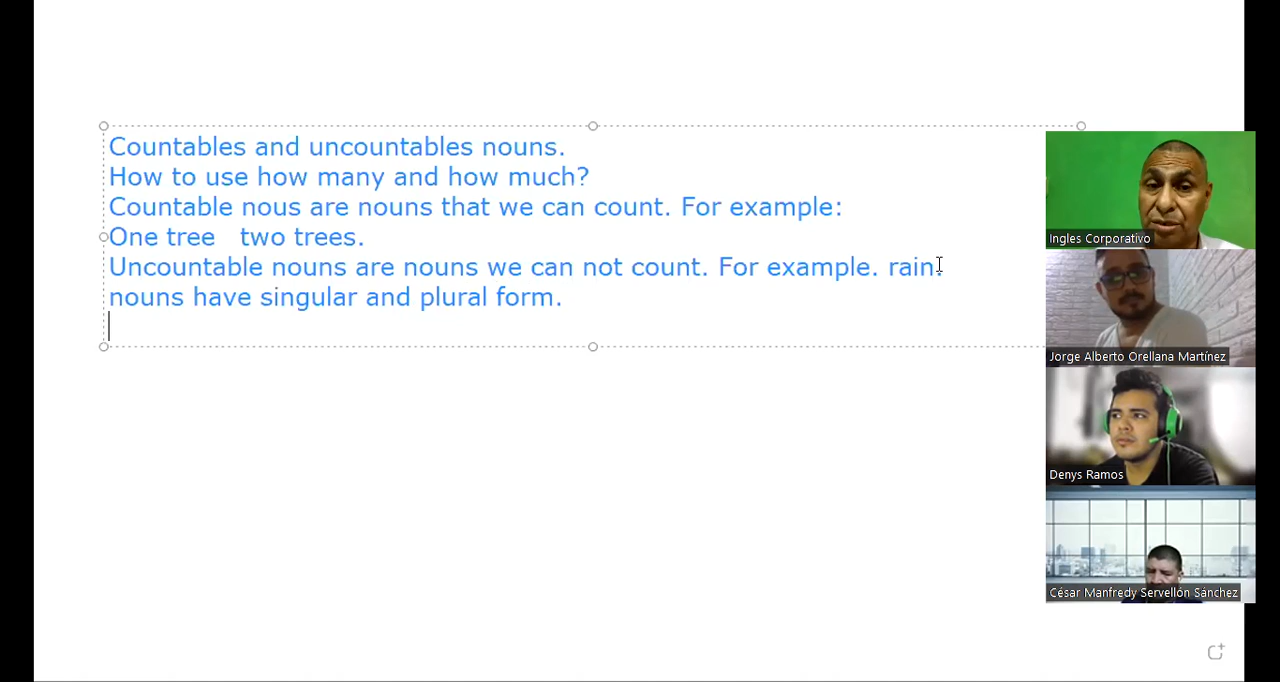 Countables and uncountables nouns.
How to use how many and how much?
Countable nous are nouns that we can count. For example:
One tree two trees.
Uncountable nouns are nouns we can not count. For example. rain.
nouns have singular and plural form.
Ingles Corporativo
Jorge Alberto Orellana Martínez
Denys Ramos
César Manfredy Servellón Sánchez